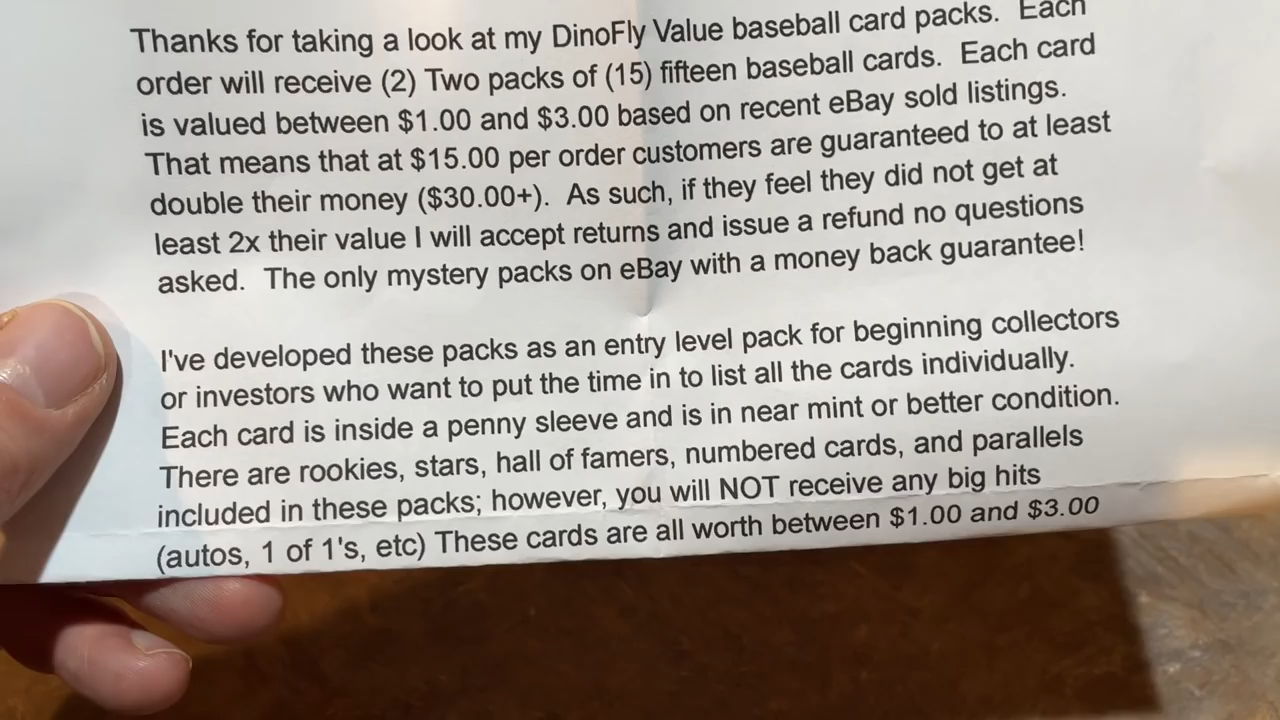 Thanks for taking a look at my DinoFly Value baseball card packs. Each
order will receive (2) Two packs of (15) fifteen baseball cards. Each card
is valued between $1.00 and $3.00 based on recent eBay sold listings.
That means that at $15.00 per order customers are guaranteed to at least
double their money ($30.00+). As such, if they feel they did not get at
least 2x their value I will accept returns and issue a refund no questions
asked. The only mystery packs on eBay with a money back guarantee!
I've developed these packs as an entry level pack for beginning collectors
or investors who want to put the time in to list all the cards individually.
Each card is inside a penny sleeve and is in near mint or better condition.
There are rookies, stars, hall of famers, numbered cards, and parallels
included in these packs; however, you will NOT receive any big hits
(autos, 1 of 1's, etc) These cards are all worth between $1.00 and $3.00